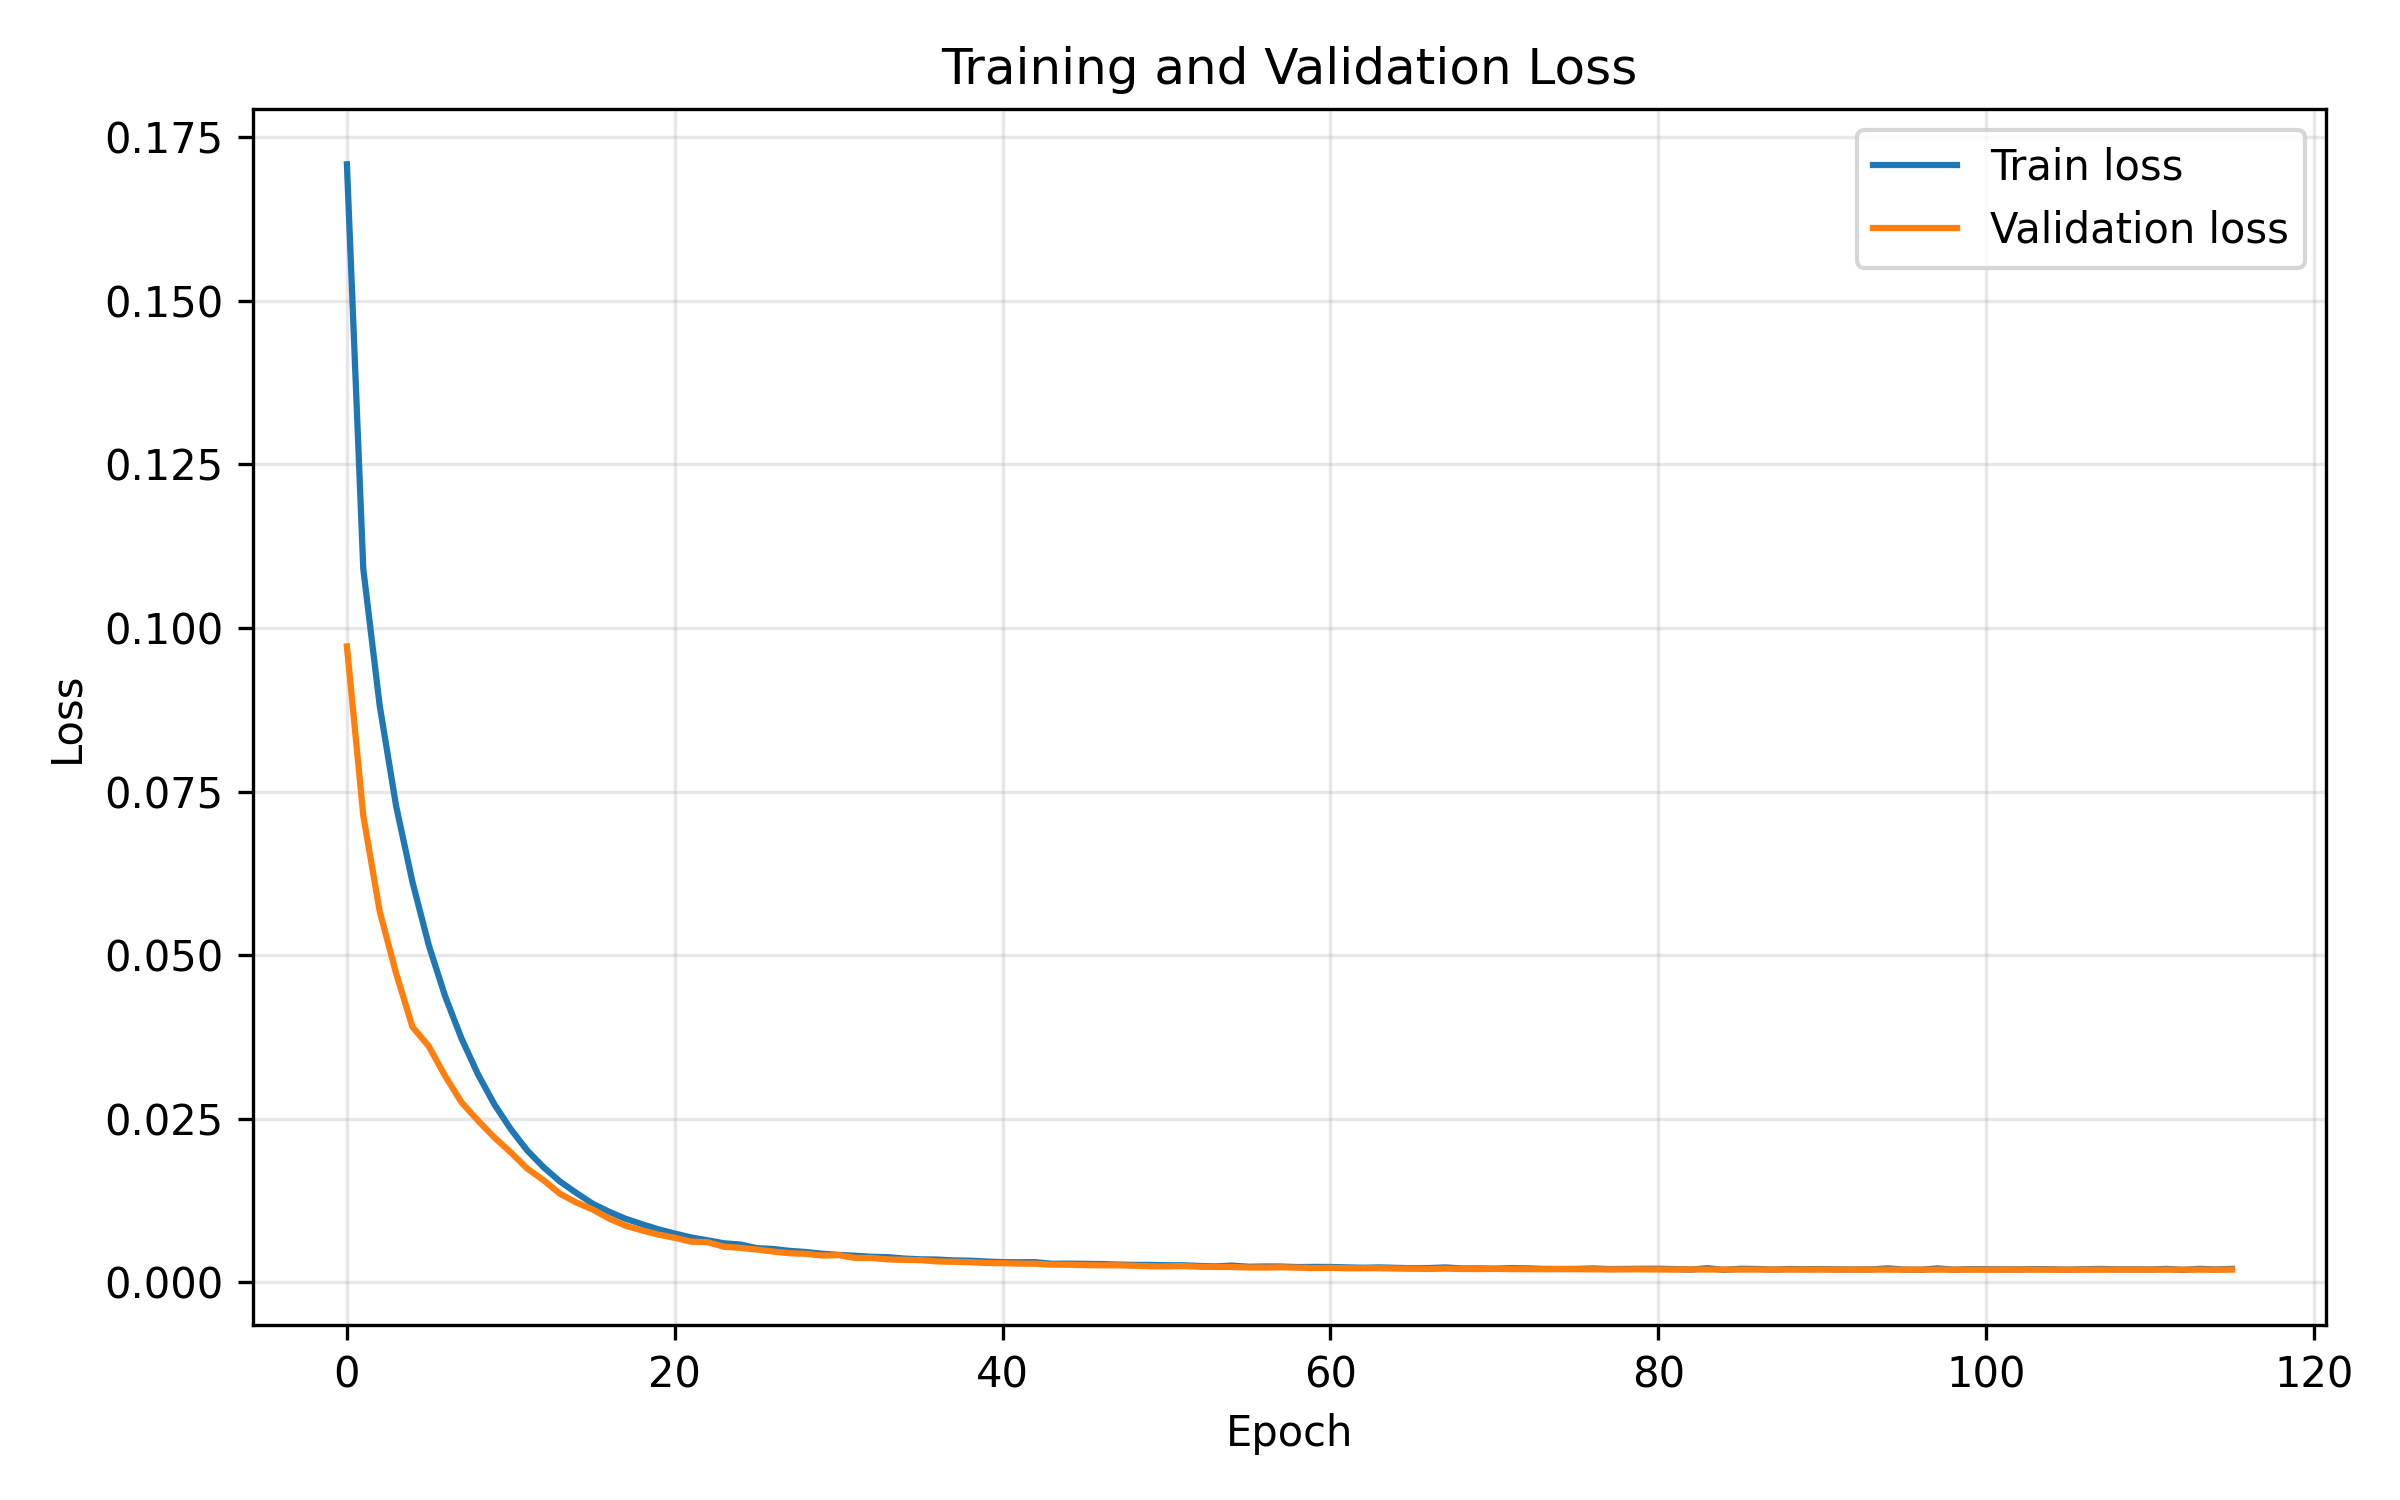 Training and Validation Loss
0.175
0.150
0.125
0.100
0.075
0.050
0.025
0.000
Loss
Train loss
Validation loss
0 20 40 60 80 100 120
Epoch